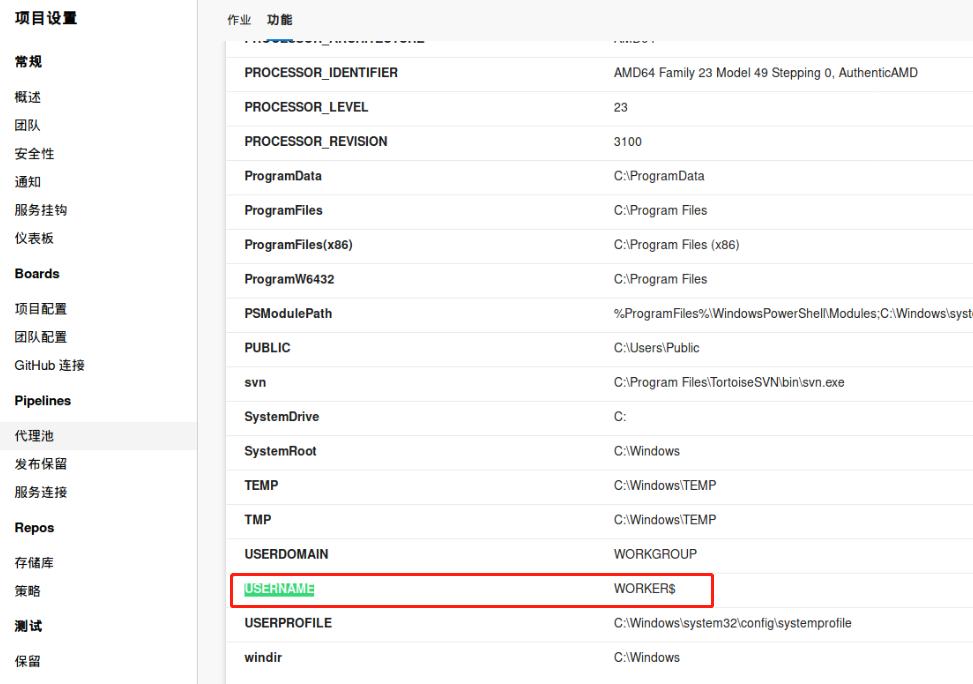 项目设置
常规
概述
团队
安全性
通知
服务挂钩
仪表板
Boards
项目配置
团队配置
GitHub 连接
Pipelines
代理池
发布保留
服务连接
Repos
存储库
策略
测试
保留
作业 功能
PROCESSOR_ARCHITECTURE AMD64
PROCESSOR_IDENTIFIER AMD64 Family 23 Model 49 Stepping 0, AuthenticAMD
PROCESSOR_LEVEL 23
PROCESSOR_REVISION 3100
ProgramData C:\ProgramData
ProgramFiles C:\Program Files
ProgramFiles(x86) C:\Program Files (x86)
ProgramW6432 C:\Program Files
PSModulePath %ProgramFiles%\WindowsPowerShell\Modules;C:\Windows\syst
PUBLIC C:\Users\Public
svn C:\Program Files\TortoiseSVN\bin\svn.exe
SystemDrive C:
SystemRoot C:\Windows
TEMP C:\Windows\TEMP
TMP C:\Windows\TEMP
USERDOMAIN WORKGROUP
USERNAME WORKER$
USERPROFILE C:\Windows\system32\config\systemprofile
windir C:\Windows